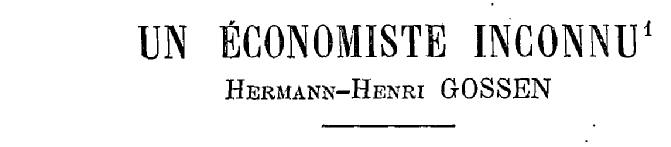 UN ÉCONOMISTE INCONNU¹
HERMANN-HENRI GOSSEN